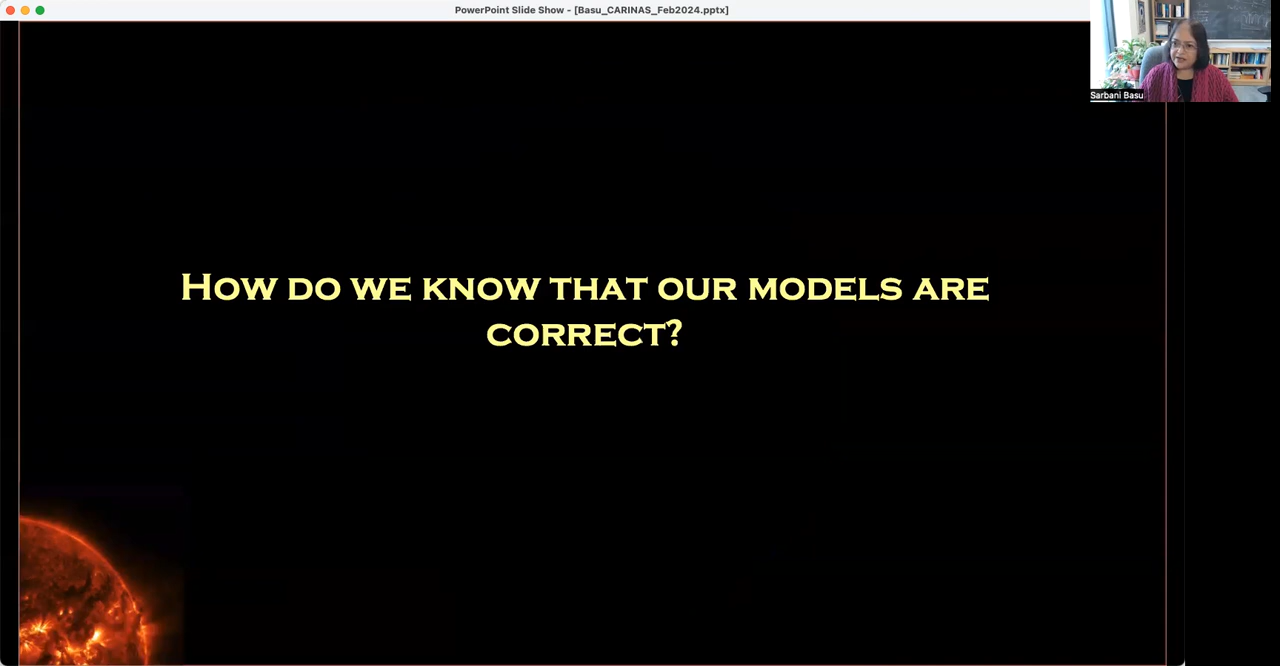 PowerPoint Slide Show - [Basu_CARINAS_Feb2024.pptx]
Sarbani Basu
How do we know that our models are
correct?